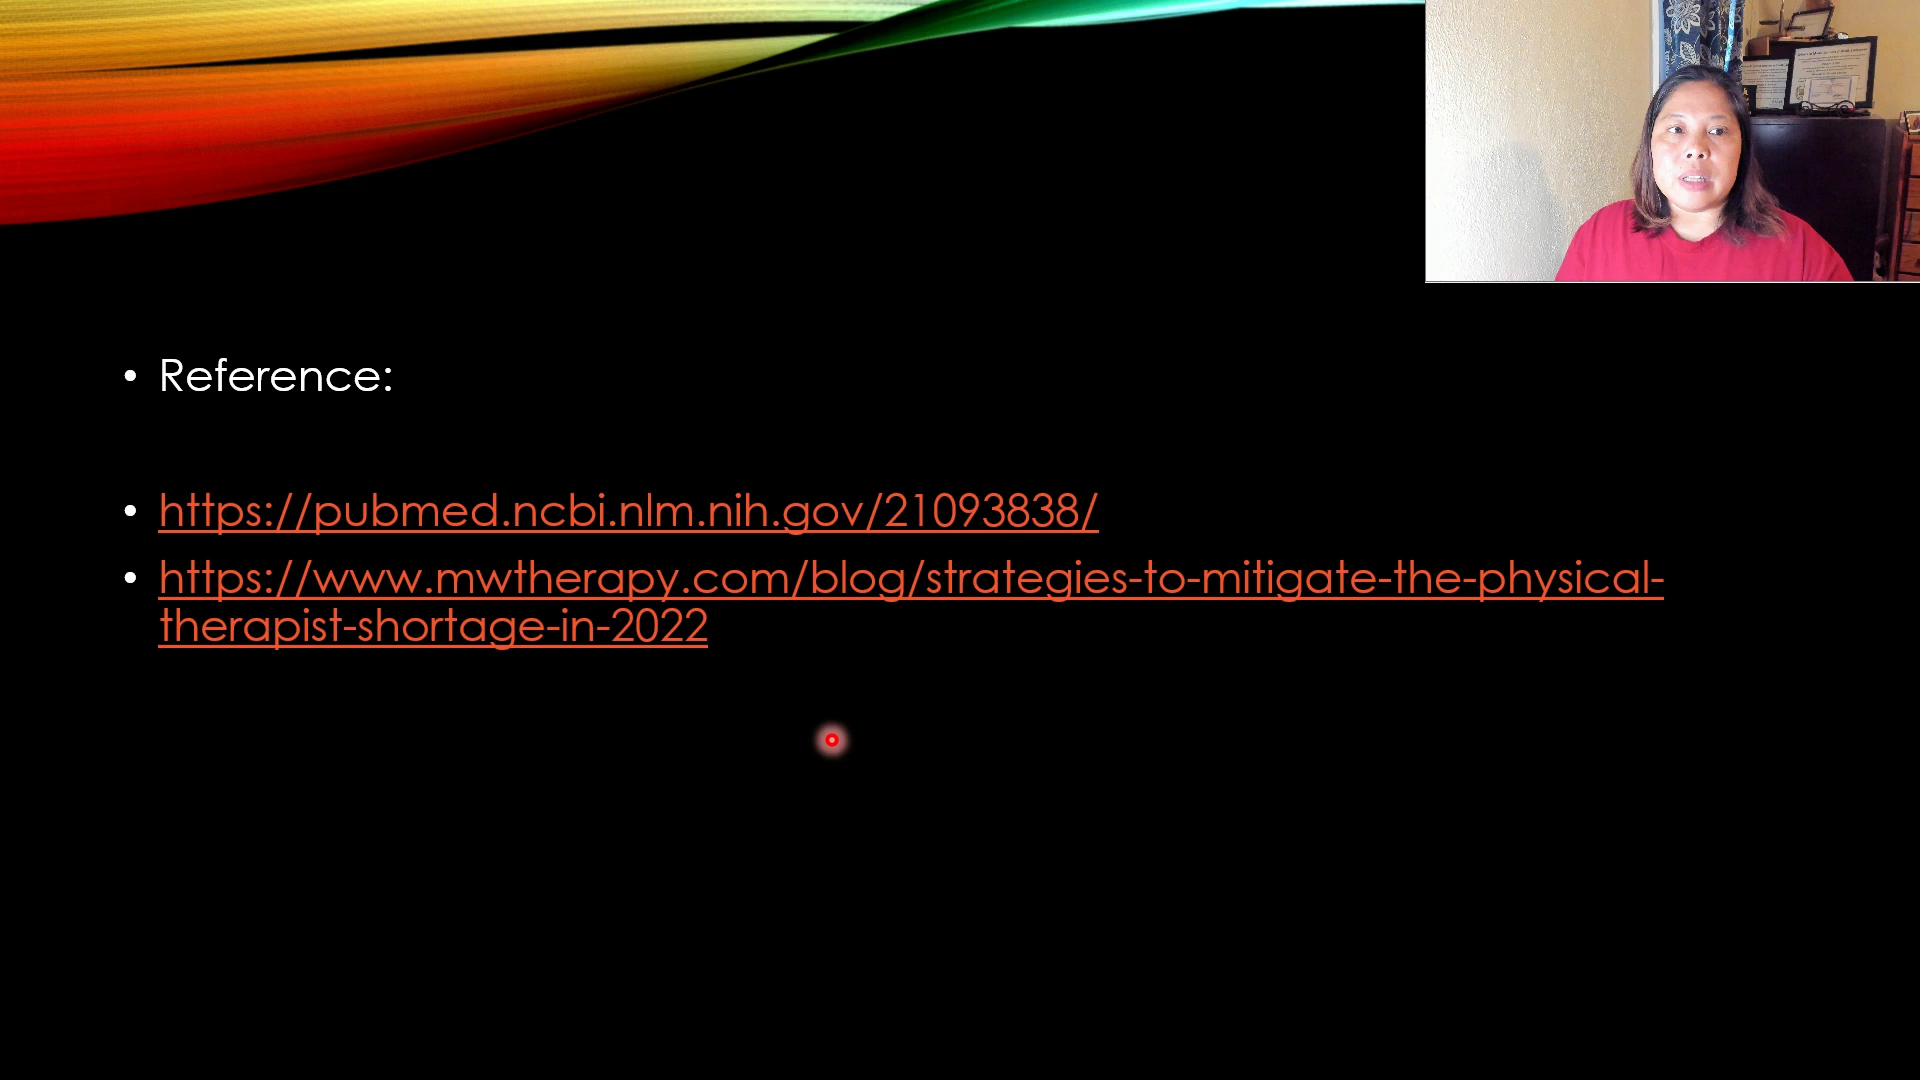 • Reference:
• https://pubmed.ncbi.nlm.nih.gov/21093838/
• https://www.mwtherapy.com/blog/strategies-to-mitigate-the-physical-
therapist-shortage-in-2022